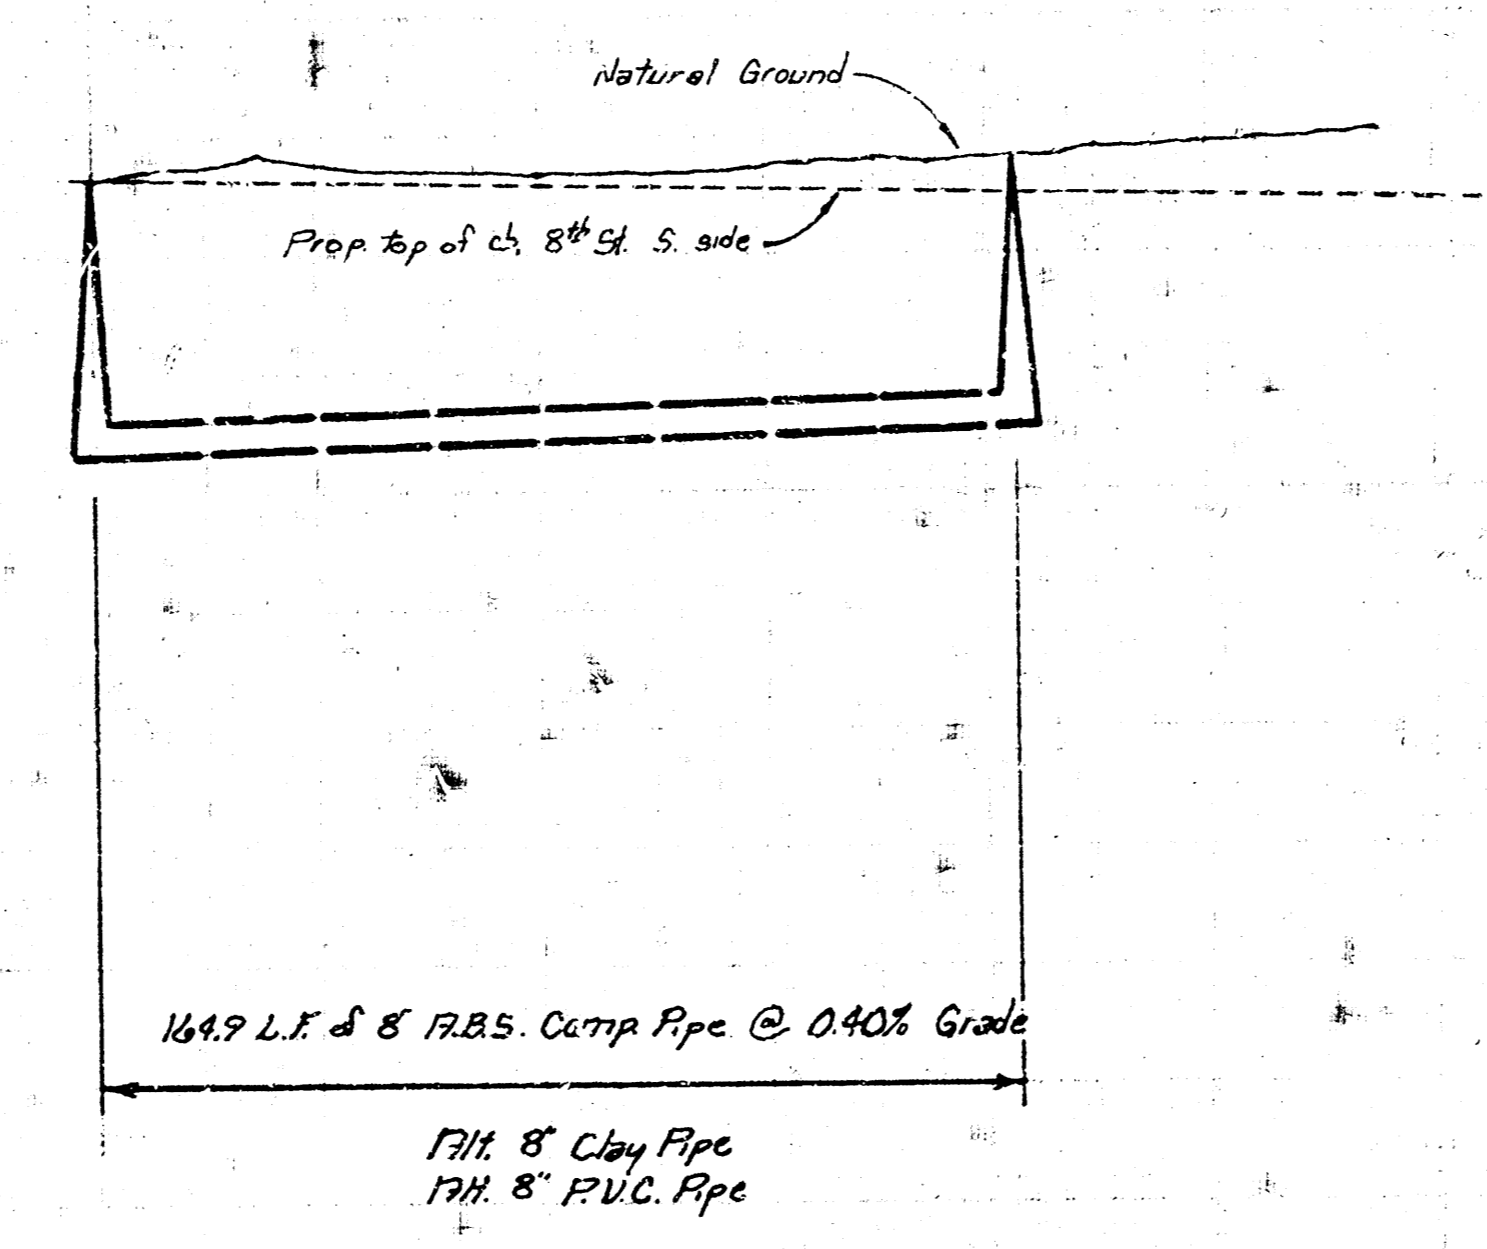 Natural Ground
Prop. top of cb, 8th St. S. side
164.9 L.F. of 8" A.B.S. Comp. Pipe @ 0.40% Grade
Alt. 8" Clay Pipe
Alt. 8" P.V.C. Pipe